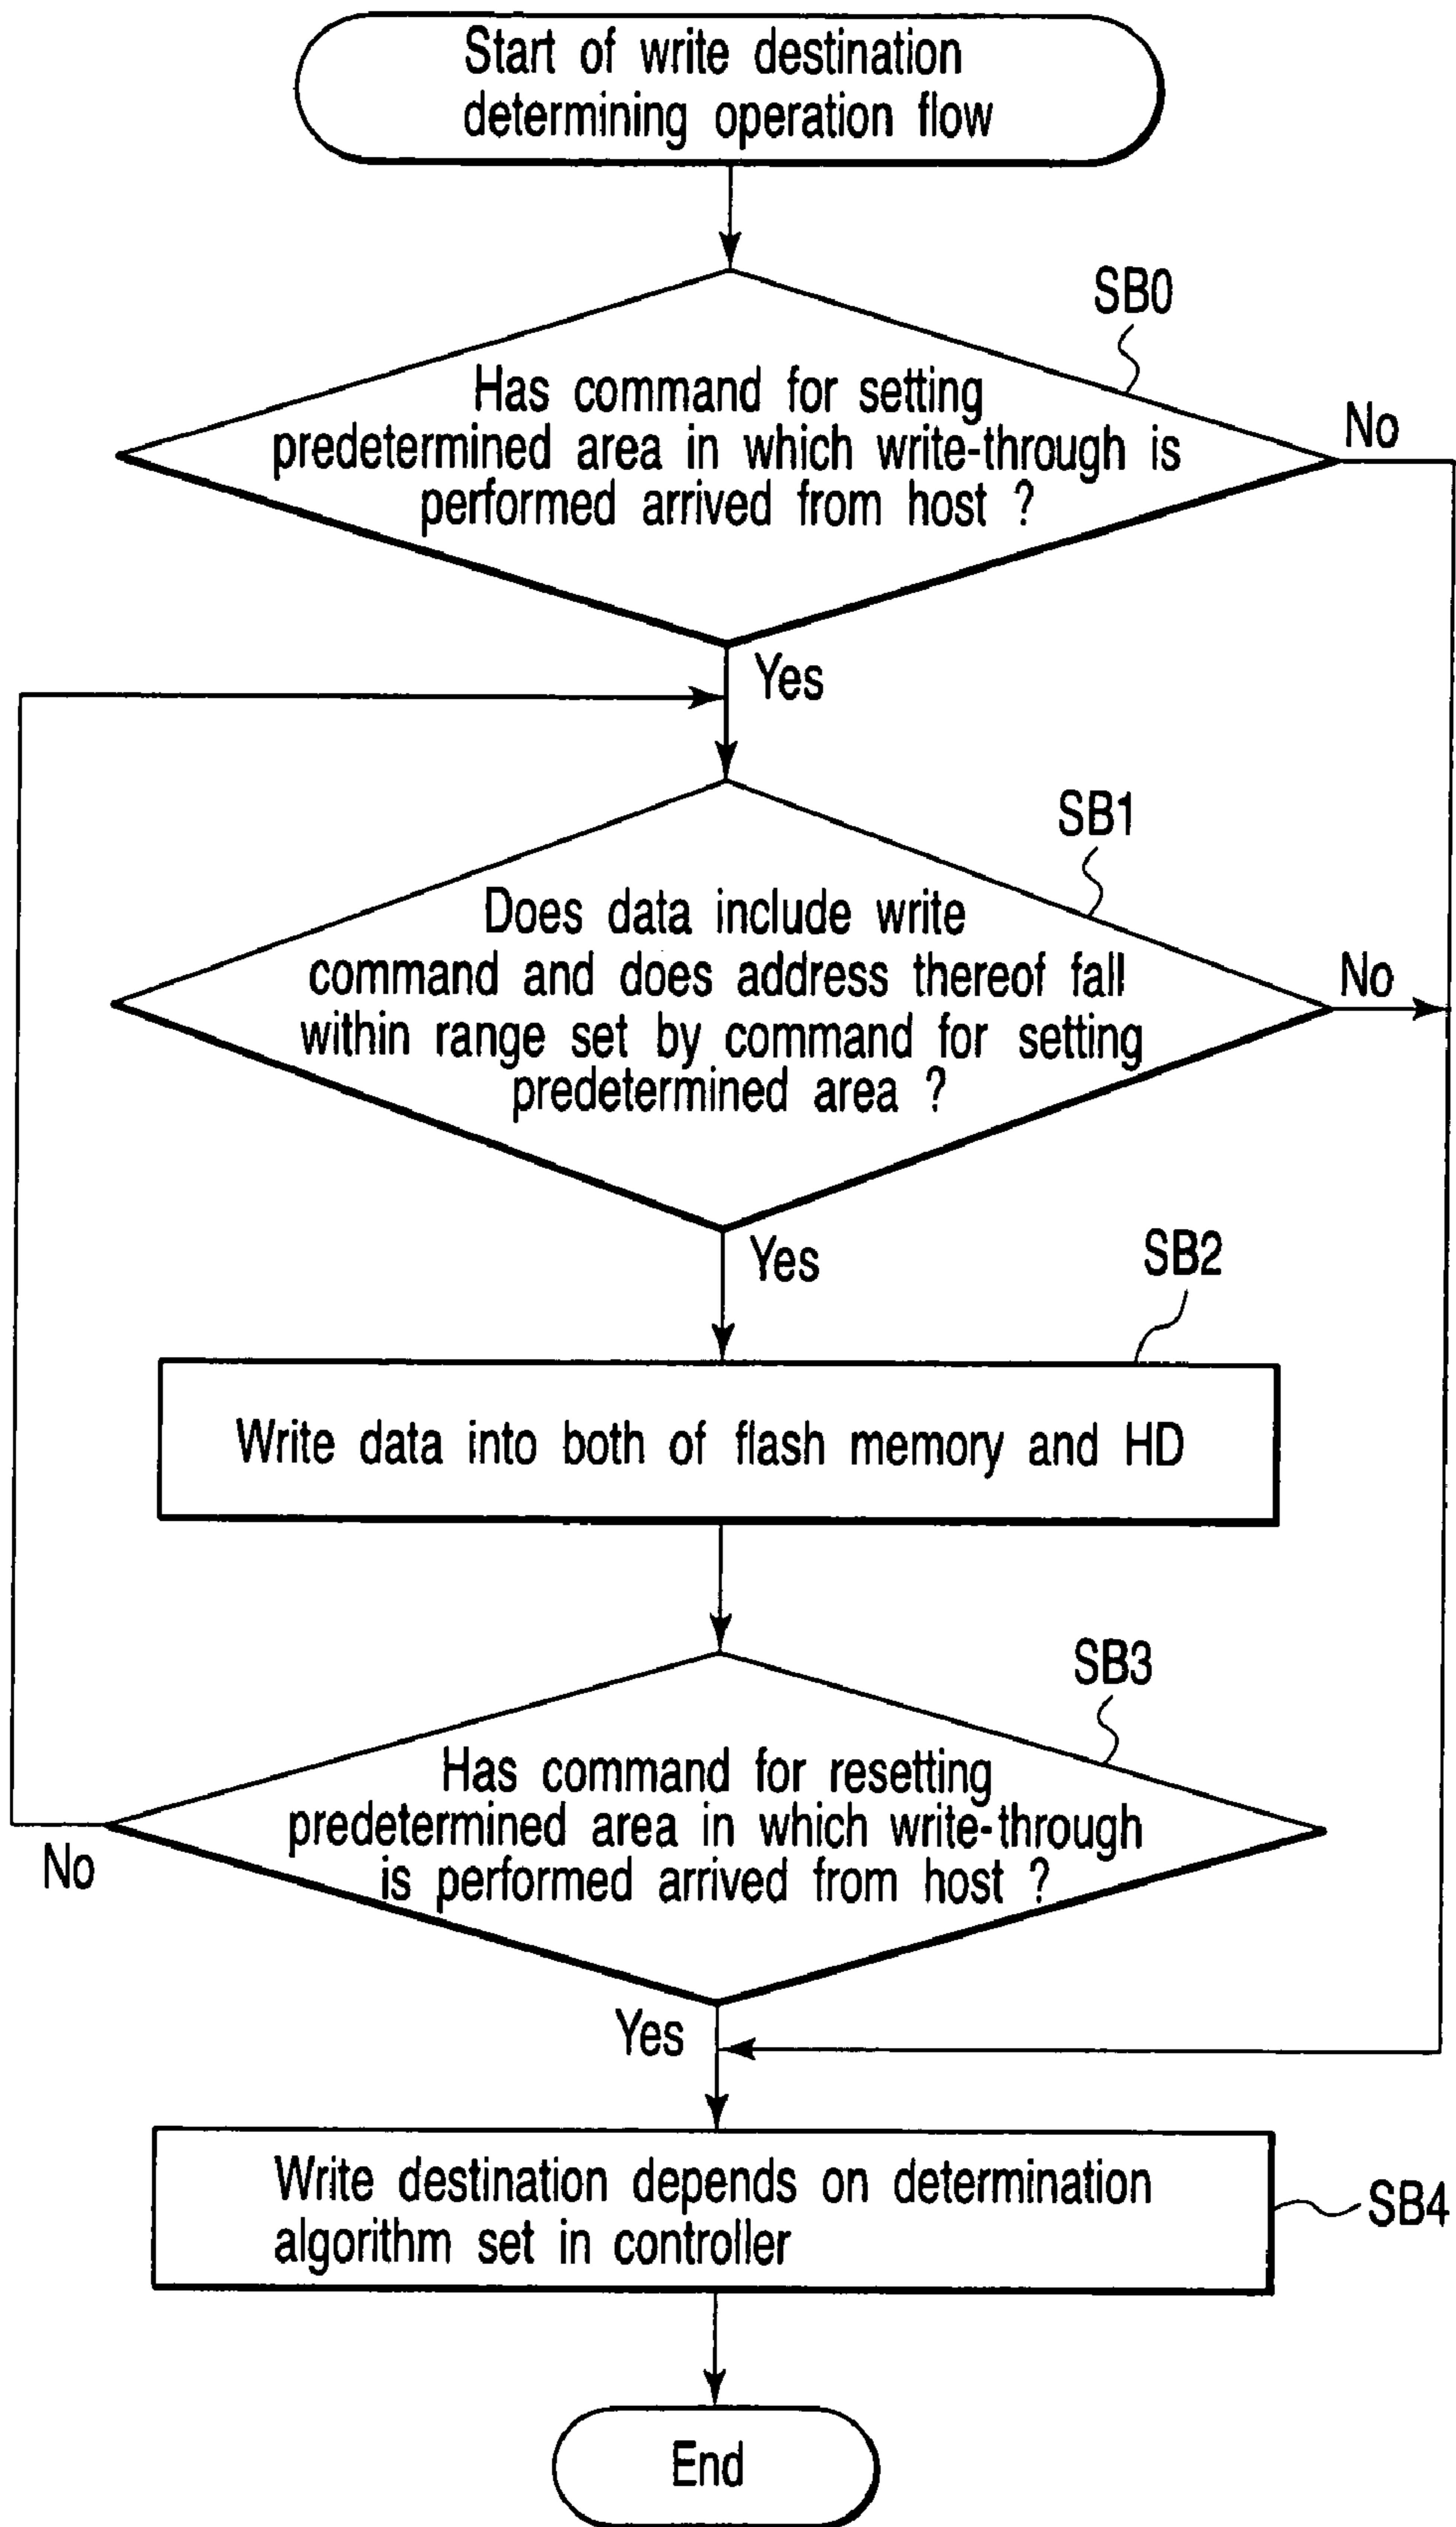 Start of write destination
determining operation flow
SB0
Has command for setting
predetermined area in which write-through is
performed arrived from host ?
No
Yes
SB1
Does data include write
command and does address thereof fall
within range set by command for setting
predetermined area ?
No
Yes
SB2
Write data into both of flash memory and HD
SB3
Has command for resetting
predetermined area in which write-through
is performed arrived from host ?
No
Yes
Write destination depends on determination
algorithm set in controller
SB4
End